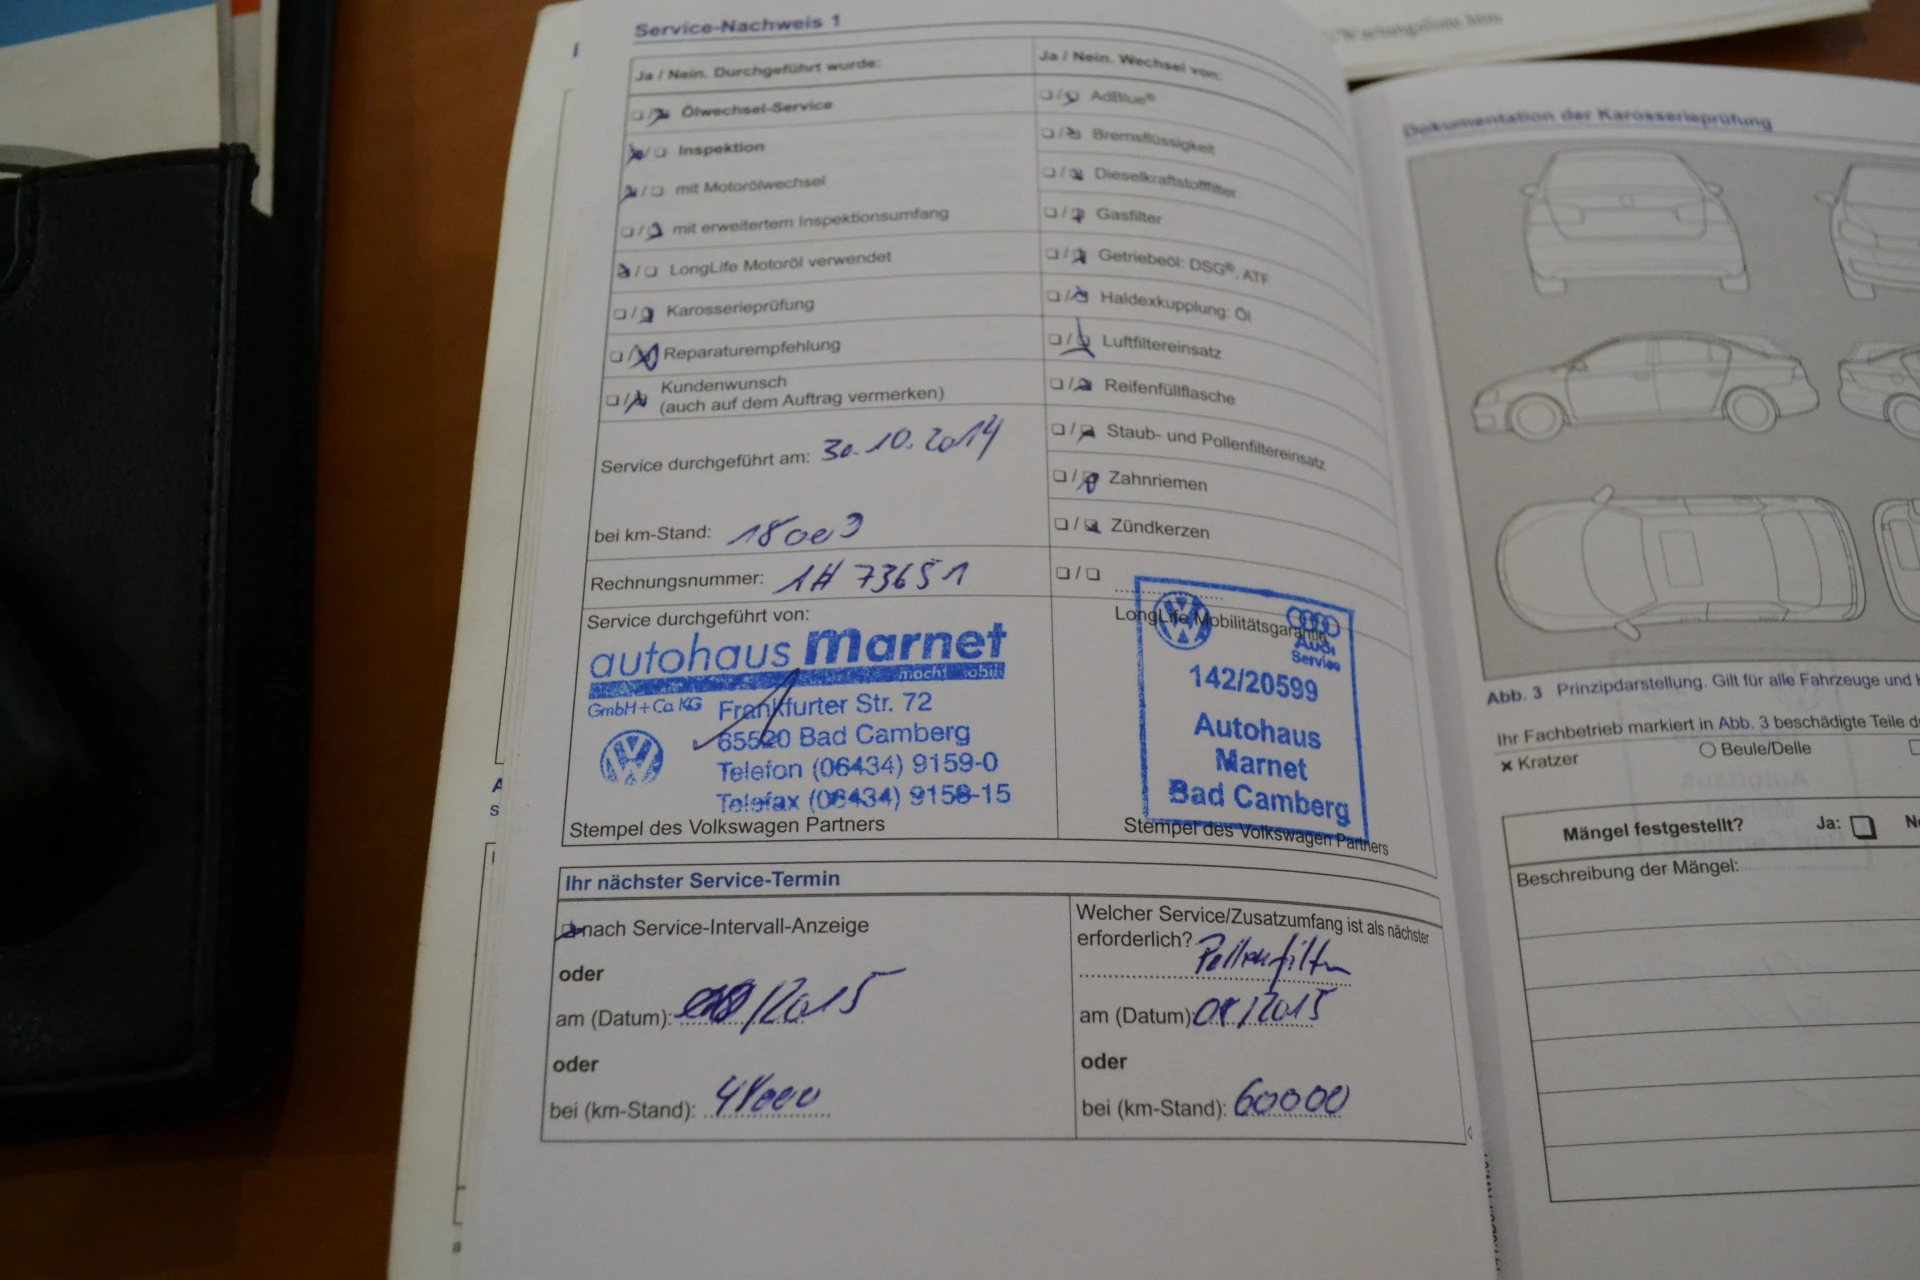 Service-Nachweis 1
Ja / Nein. Durchgeführt wurde:
Ölwechsel-Service
Inspektion
mit Motorölwechsel
mit erweitertem Inspektionsumfang
LongLife Motoröl verwendet
Karosserieprüfung
Reparaturempfehlung
Kundenwunsch
(auch auf dem Auftrag vermerken)
Service durchgeführt am: 30.10.2014
bei km-Stand:
Rechnungsnummer: 1H 73651
Ja / Nein. Wechsel von:
AdBlue®
Bremsflüssigkeit
Dieselkraftstofffilter
Gasfilter
Getriebeöl: DSG®, ATF
Haldexkupplung: Öl
Luftfiltereinsatz
Reifenfüllflasche
Staub- und Pollenfiltereinsatz
Zahnriemen
Zündkerzen
Service durchgeführt von:
autohaus marnet
macht mobil
GmbH + Co. KG Frankfurter Str. 72
65520 Bad Camberg
Telefon (06434) 9159-0
Telefax (06434) 9158-15
Stempel des Volkswagen Partners
LongLife Mobilitätsgarantie
Audi
Service
142/20599
Autohaus
Marnet
Bad Camberg
Stempel des Volkswagen Partners
Ihr nächster Service-Termin
nach Service-Intervall-Anzeige
oder
am (Datum): /2015
oder
bei (km-Stand):
Welcher Service/Zusatzumfang ist als nächster
erforderlich? Pollenfilter
am (Datum) /2015
oder
bei (km-Stand): 60000
Dokumentation der Karosserieprüfung
Abb. 3 Prinzipdarstellung. Gilt für alle Fahrzeuge und
Ihr Fachbetrieb markiert in Abb. 3 beschädigte Teile
× Kratzer
Beule/Delle
Mängel festgestellt? Ja:
Beschreibung der Mängel: